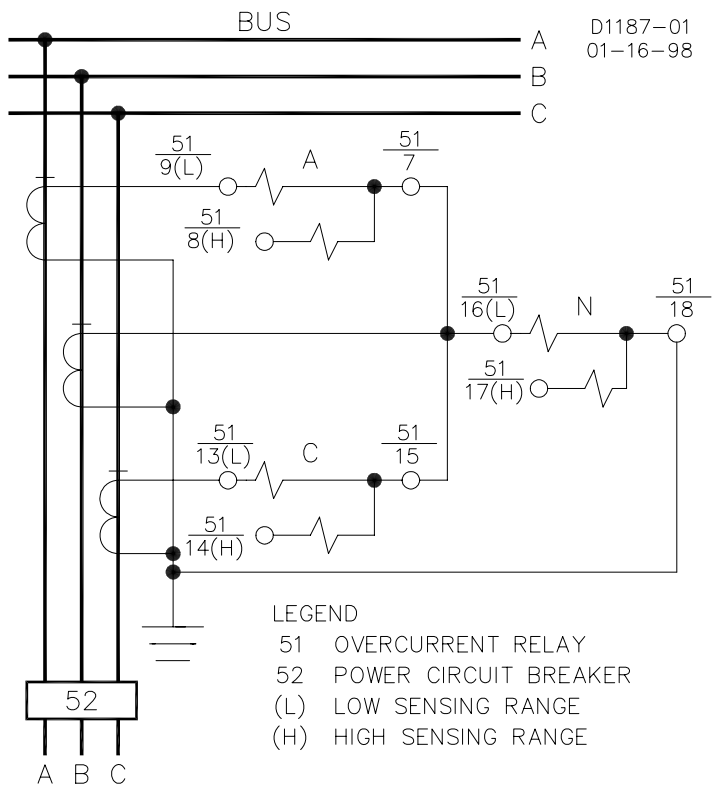 BUS
D1187-01
01-16-98
A
B
C
51
9(L)
A
51
7
51
8(H)
51
16(L)
N
51
18
51
17(H)
51
13(L)
C
51
15
51
14(H)
LEGEND
51 OVERCURRENT RELAY
52 POWER CIRCUIT BREAKER
(L) LOW SENSING RANGE
(H) HIGH SENSING RANGE
52
A B C